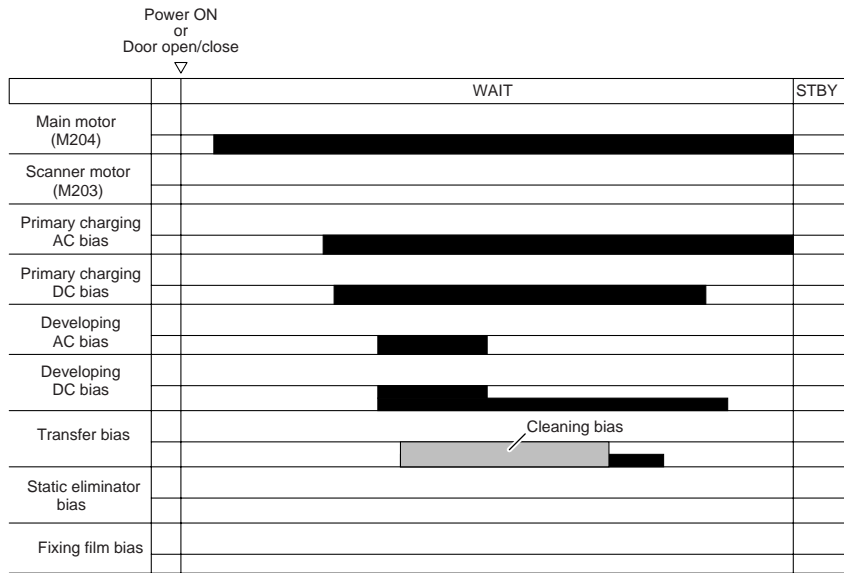 Power ON
or
Door open/close
WAIT
STBY
Main motor
(M204)
Scanner motor
(M203)
Primary charging
AC bias
Primary charging
DC bias
Developing
AC bias
Developing
DC bias
Transfer bias
Cleaning bias
Static eliminator
bias
Fixing film bias